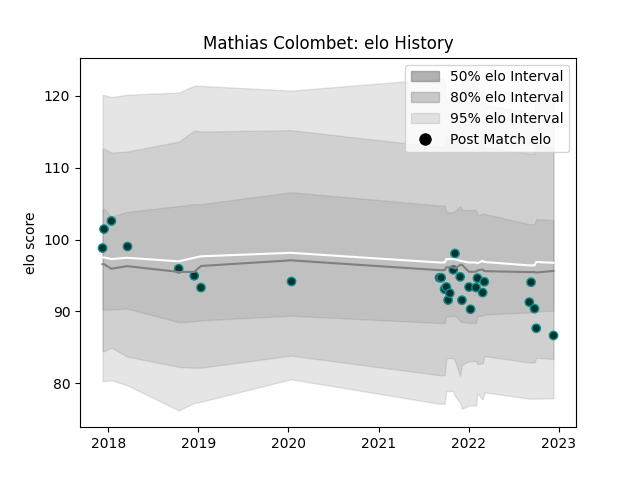 Mathias Colombet: elo History
50% elo Interval
80% elo Interval
95% elo Interval
Post Match elo
elo score
120
110
100
90
80
2018 2019 2020 2021 2022 2023